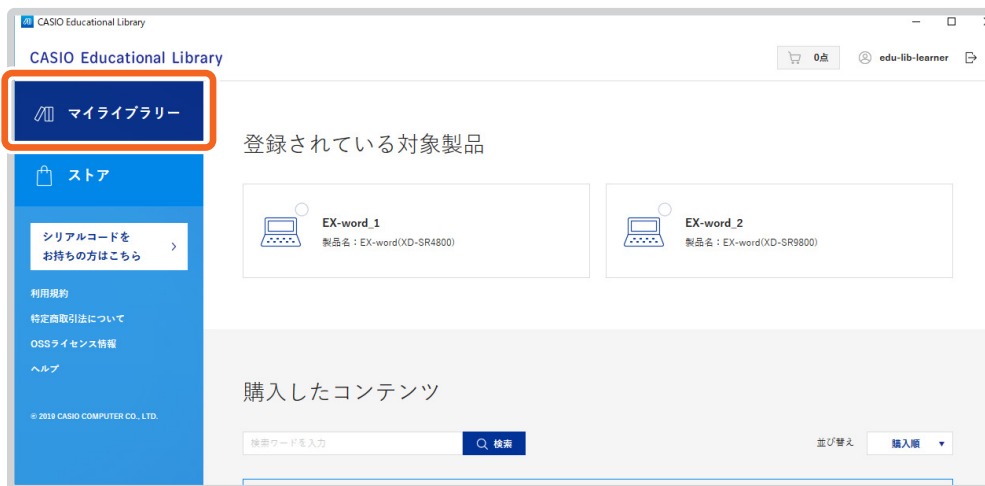 CASIO Educational Library
CASIO Educational Library
0点
edu-lib-learner
マイライブラリー
ストア
シリアルコードを
お持ちの方はこちら
利用規約
特定商取引法について
OSSライセンス情報
ヘルプ
© 2019 CASIO COMPUTER CO., LTD.
登録されている対象製品
EX-word_1
製品名：EX-word(XD-SR4800)
EX-word_2
製品名：EX-word(XD-SR9800)
購入したコンテンツ
検索ワードを入力
検索
並び替え
購入順